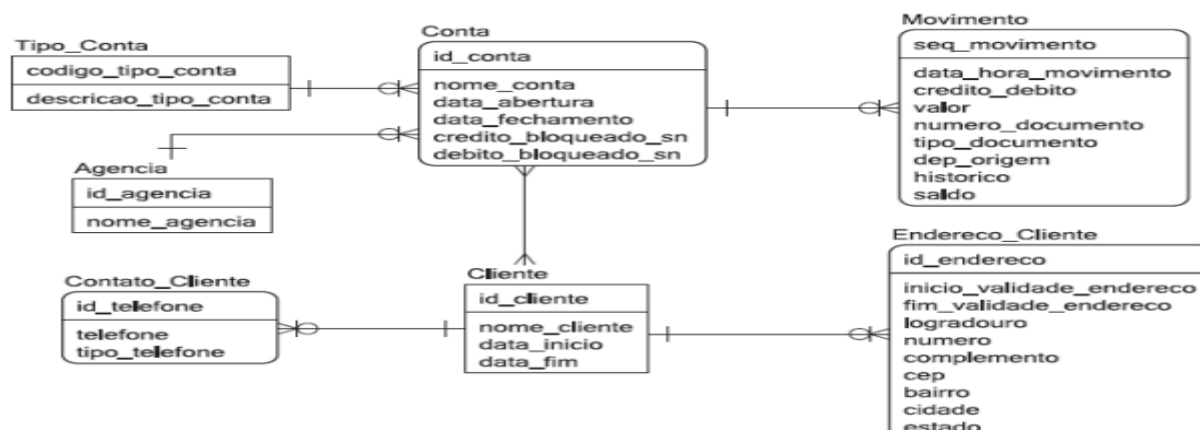 Tipo_Conta
codigo_tipo_conta
descricao_tipo_conta
Agencia
id_agencia
nome_agencia
Conta
id_conta
nome_conta
data_abertura
data_fechamento
credito_bloqueado_sn
debito_bloqueado_sn
Movimento
seq_movimento
data_hora_movimento
credito_debito
valor
numero_documento
tipo_documento
dep_origem
historico
saldo
Contato_Cliente
id_telefone
telefone
tipo_telefone
Cliente
id_cliente
nome_cliente
data_inicio
data_fim
Endereco_Cliente
id_endereco
inicio_validade_endereco
fim_validade_endereco
logradouro
numero
complemento
cep
bairro
cidade
estado